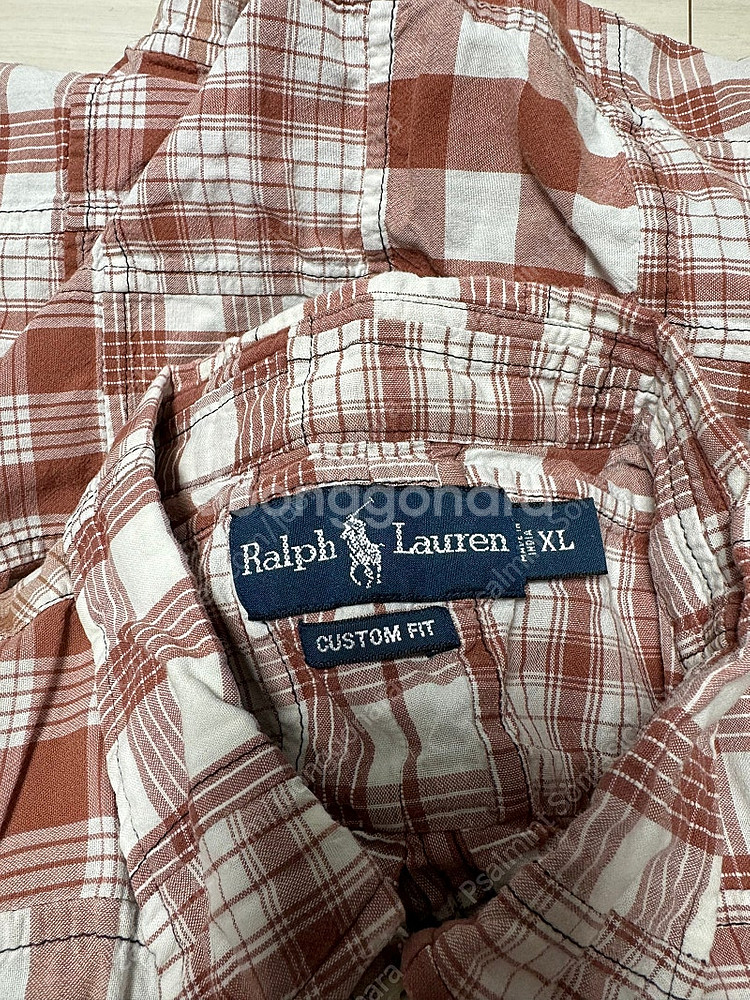 Ralph Lauren
MADE IN
INDIA
XL
CUSTOM FIT